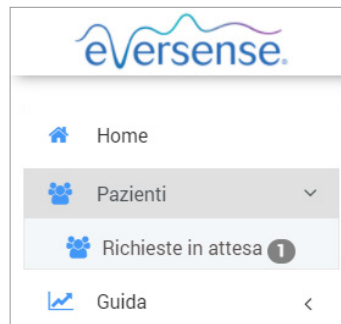 eversense.
Home
Pazienti
Richieste in attesa 1
Guida